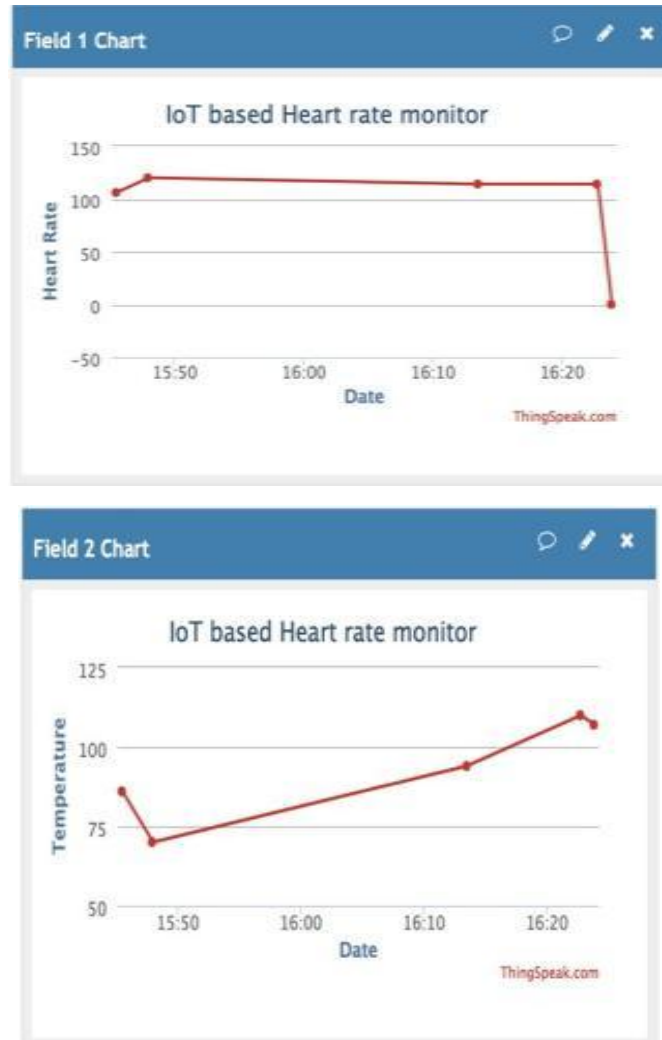 Field 1 Chart
IoT based Heart rate monitor
150
100
50
0
-50
Heart Rate
15:50 16:00 16:10 16:20
Date
ThingSpeak.com
Field 2 Chart
IoT based Heart rate monitor
125
100
75
50
Temperature
15:50 16:00 16:10 16:20
Date
ThingSpeak.com